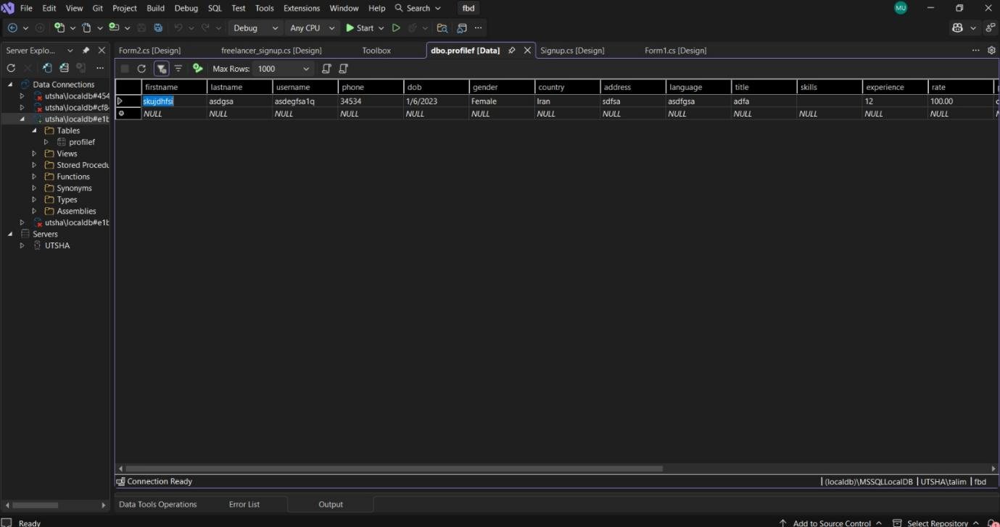 File Edit View Git Project Build Debug SQL Test Tools Extensions Window Help Search fbd MU
Debug Any CPU Start
Server Explo... Form2.cs [Design] freelancer_signup.cs [Design] Toolbox dbo.profilef [Data] Signup.cs [Design] Form1.cs [Design]
Max Rows: 1000
Data Connections
utsha\localdb#454
utsha\localdb#cf84
utsha\localdb#e1b
Tables
profilef
Views
Stored Procedu
Functions
Synonyms
Types
Assemblies
utsha\localdb#e1b
Servers
UTSHA
firstname lastname username phone dob gender country address language title skills experience rate
skujdhfsi asdgsa asdegfsa1q 34534 1/6/2023 Female Iran sdfsa asdfgsa adfa 12 100.00
NULL NULL NULL NULL NULL NULL NULL NULL NULL NULL NULL NULL NULL
Connection Ready (localdb)\MSSQLLocalDB UTSHA\talim fbd
Data Tools Operations Error List Output
Ready Add to Source Control Select Repository